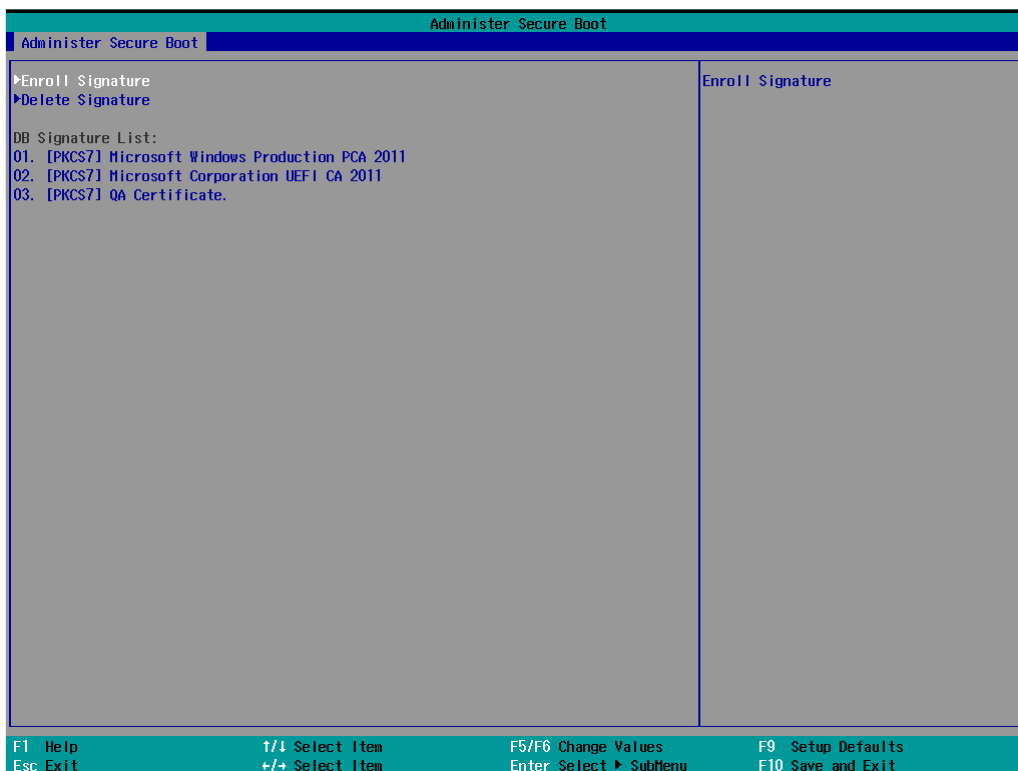 Administer Secure Boot
Administer Secure Boot
▶Enroll Signature
Enroll Signature
▶Delete Signature
DB Signature List:
01. [PKCS7] Microsoft Windows Production PCA 2011
02. [PKCS7] Microsoft Corporation UEFI CA 2011
03. [PKCS7] QA Certificate.
F1 Help ↑/↓ Select Item F5/F6 Change Values F9 Setup Defaults
Esc Exit ←/→ Select Item Enter Select ▶ SubMenu F10 Save and Exit